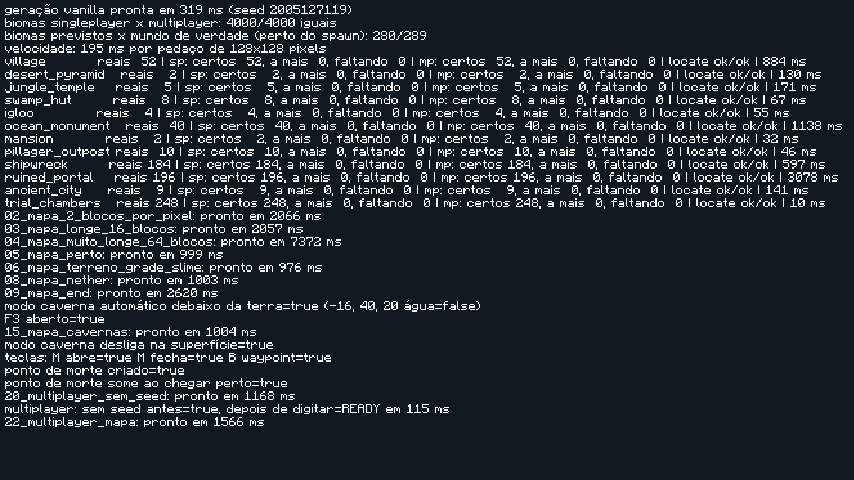 geração vanilla pronta em 319 ms (seed 2005127119)
biomas singleplayer x multiplayer: 4000/4000 iguais
biomas previstos x mundo de verdade (perto do spawn): 280/289
velocidade: 195 ms por pedaço de 128x128 pixels
village reais 52 | sp: certos 52, a mais 0, faltando 0 | mp: certos 52, a mais 0, faltando 0 | locate ok/ok | 884 ms
desert_pyramid reais 2 | sp: certos 2, a mais 0, faltando 0 | mp: certos 2, a mais 0, faltando 0 | locate ok/ok | 130 ms
jungle_temple reais 5 | sp: certos 5, a mais 0, faltando 0 | mp: certos 5, a mais 0, faltando 0 | locate ok/ok | 171 ms
swamp_hut reais 8 | sp: certos 8, a mais 0, faltando 0 | mp: certos 8, a mais 0, faltando 0 | locate ok/ok | 67 ms
igloo reais 4 | sp: certos 4, a mais 0, faltando 0 | mp: certos 4, a mais 0, faltando 0 | locate ok/ok | 55 ms
ocean_monument reais 40 | sp: certos 40, a mais 0, faltando 0 | mp: certos 40, a mais 0, faltando 0 | locate ok/ok | 1138 ms
mansion reais 2 | sp: certos 2, a mais 0, faltando 0 | mp: certos 2, a mais 0, faltando 0 | locate ok/ok | 32 ms
pillager_outpost reais 10 | sp: certos 10, a mais 0, faltando 0 | mp: certos 10, a mais 0, faltando 0 | locate ok/ok | 46 ms
shipwreck reais 184 | sp: certos 184, a mais 0, faltando 0 | mp: certos 184, a mais 0, faltando 0 | locate ok/ok | 597 ms
ruined_portal reais 196 | sp: certos 196, a mais 0, faltando 0 | mp: certos 196, a mais 0, faltando 0 | locate ok/ok | 3078 ms
ancient_city reais 9 | sp: certos 9, a mais 0, faltando 0 | mp: certos 9, a mais 0, faltando 0 | locate ok/ok | 141 ms
trial_chambers reais 248 | sp: certos 248, a mais 0, faltando 0 | mp: certos 248, a mais 0, faltando 0 | locate ok/ok | 10 ms
02_mapa_2_blocos_por_pixel: pronto em 2066 ms
03_mapa_longe_16_blocos: pronto em 2057 ms
04_mapa_muito_longe_64_blocos: pronto em 7372 ms
05_mapa_perto: pronto em 999 ms
06_mapa_terreno_grade_slime: pronto em 976 ms
08_mapa_nether: pronto em 1003 ms
09_mapa_end: pronto em 2620 ms
modo caverna automático debaixo da terra=true (-16, 40, 20 água=false)
F3 aberto=true
15_mapa_cavernas: pronto em 1004 ms
modo caverna desliga na superfície=true
teclas: M abre=true M fecha=true B waypoint=true
ponto de morte criado=true
ponto de morte some ao chegar perto=true
20_multiplayer_sem_seed: pronto em 1168 ms
multiplayer: sem seed antes=true, depois de digitar=READY em 115 ms
22_multiplayer_mapa: pronto em 1566 ms